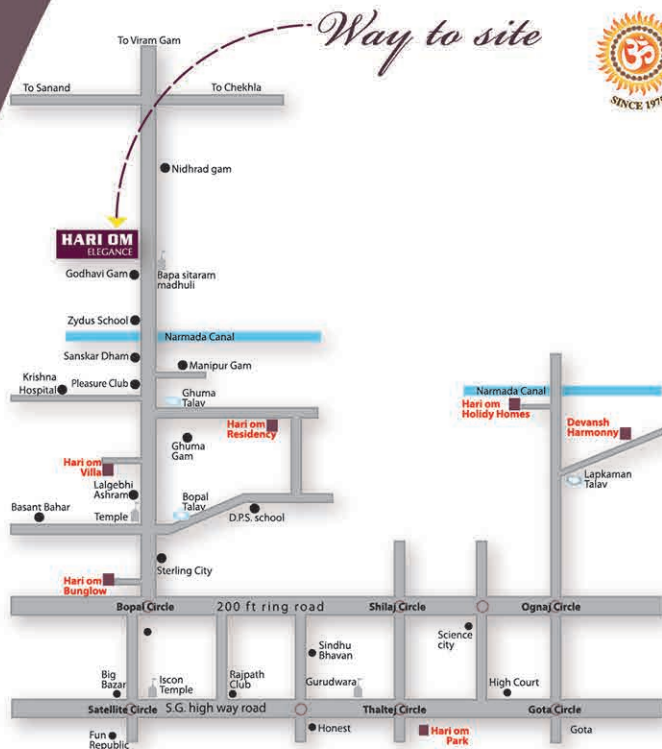 Way to site
SINCE 1975
To Viram Gam
To Sanand
To Chekhla
Nidhrad gam
HARI OM
ELEGANCE
Godhavi Gam
Bapa sitaram
madhuli
Zydus School
Narmada Canal
Sanskar Dham
Manipur Gam
Krishna
Hospital
Pleasure Club
Ghuma
Talav
Narmada Canal
Hari om
Holidy Homes
Hari om
Residency
Devansh
Harmonny
Ghuma
Gam
Hari om
Villa
Lalgebhi
Ashram
Lapkaman
Talav
Basant Bahar
Temple
Bopal
Talav
D.P.S. school
Sterling City
Hari om
Bunglow
Bopal Circle
200 ft ring road
Shilaj Circle
Ognaj Circle
Science
city
Sindhu
Bhavan
Big
Bazar
Iscon
Temple
Rajpath
Club
Gurudwara
High Court
Satellite Circle
S.G. high way road
Thaltej Circle
Gota Circle
Fun
Republic
Honest
Hari om
Park
Gota